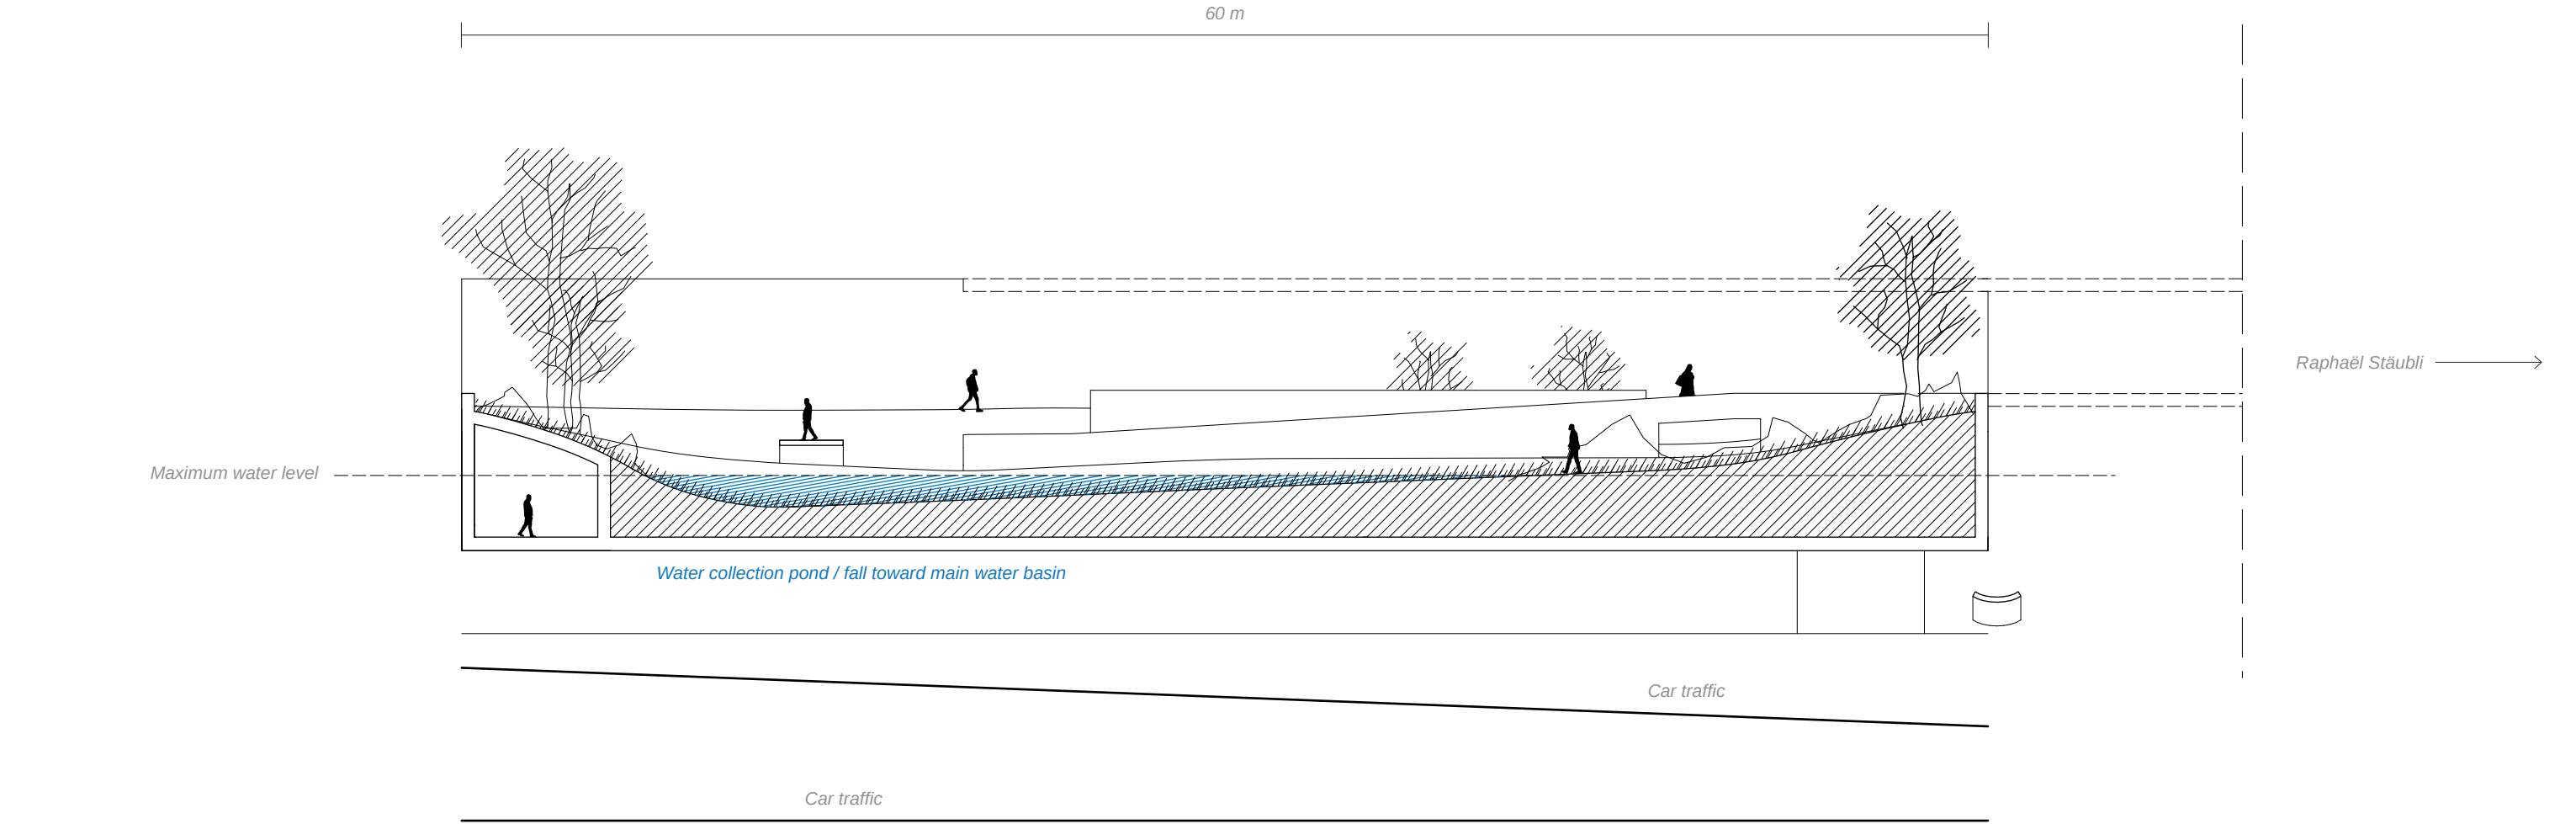 60 m
Raphaël Stäubli
Maximum water level
Water collection pond / fall toward main water basin
Car traffic
Car traffic